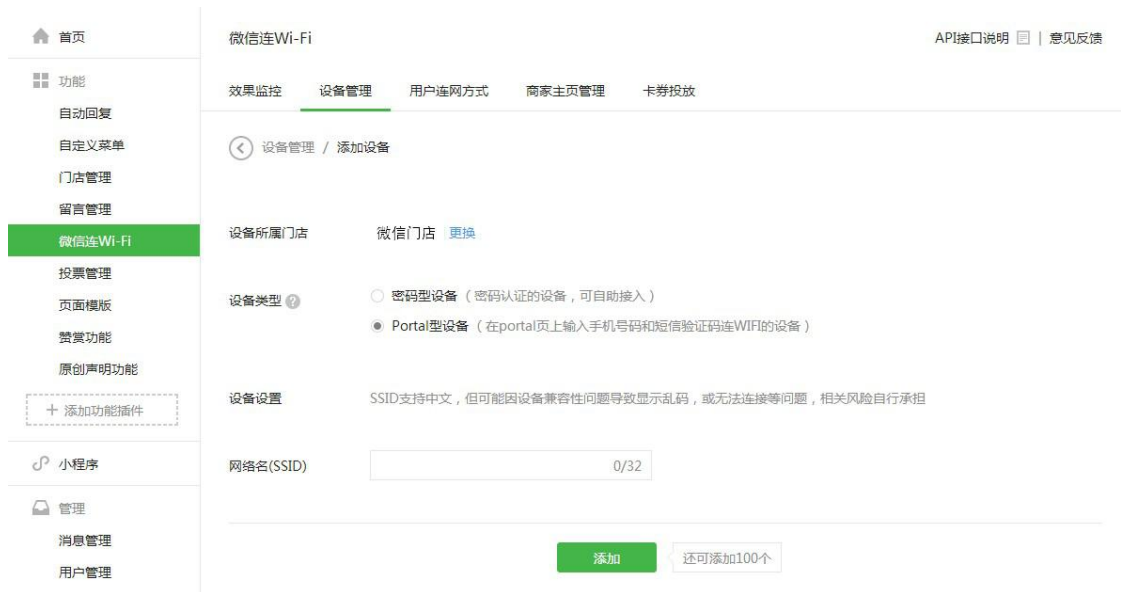 首页
功能
自动回复
自定义菜单
门店管理
留言管理
微信连Wi-Fi
投票管理
页面模版
赞赏功能
原创声明功能
+ 添加功能插件
小程序
管理
消息管理
用户管理
微信连Wi-Fi
API接口说明 | 意见反馈
效果监控 设备管理 用户连网方式 商家主页管理 卡券投放
设备管理 / 添加设备
设备所属门店 微信门店 更换
设备类型 ? 密码型设备（密码认证的设备，可自助接入）
Portal型设备（在portal页上输入手机号码和短信验证码连WIFI的设备）
设备设置 SSID支持中文，但可能因设备兼容性问题导致显示乱码，或无法连接等问题，相关风险自行承担
网络名(SSID) 0/32
添加 还可添加100个